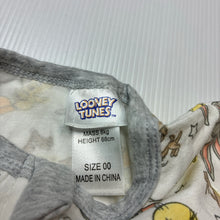 LOONEY
TUNES
MASS 6kg
HEIGHT 68cm
SIZE 00
MADE IN CHINA